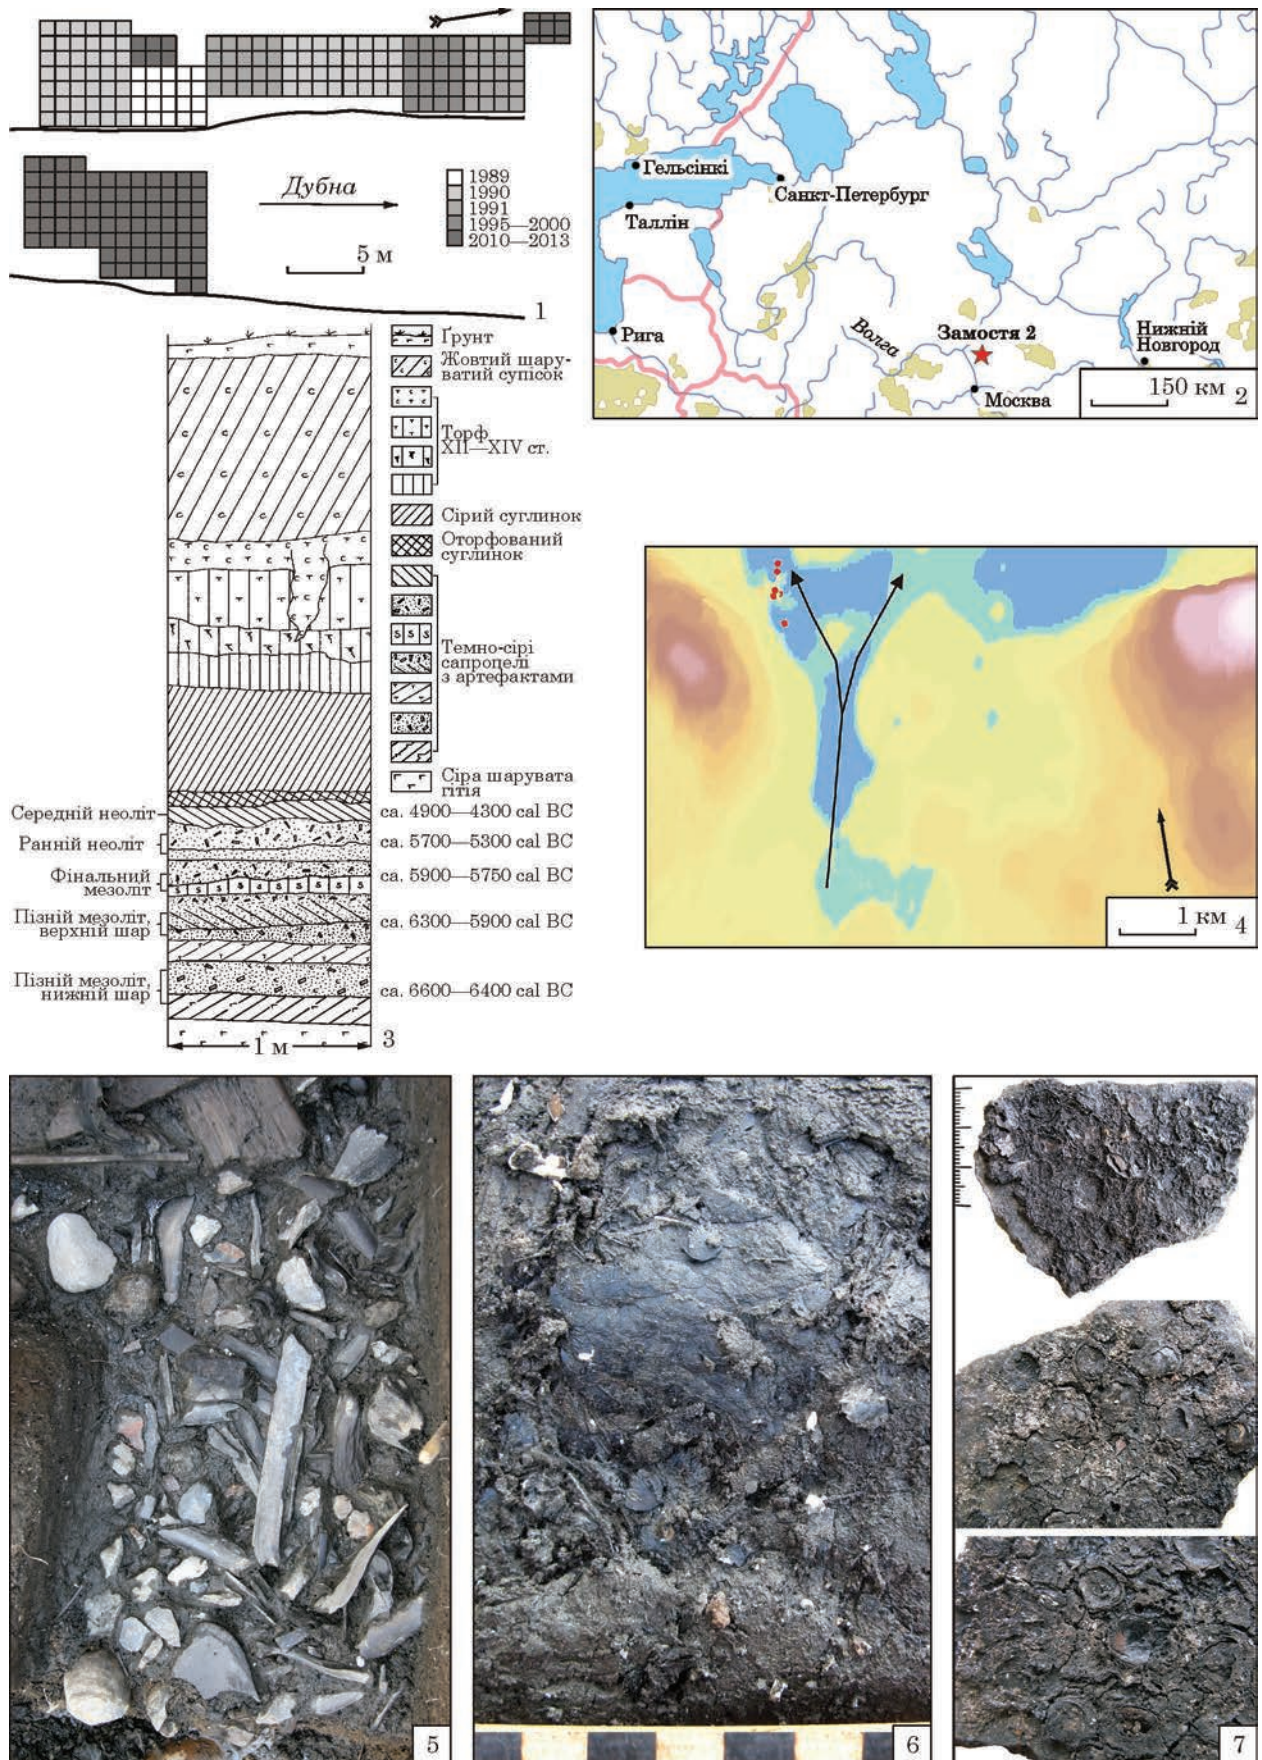 Дубна
1989
1990
1991
1995—2000
2010—2013
5 м
1
Гельсінкі
Санкт-Петербург
Таллін
Рига
Волга
Замостя 2
Нижній
Новгород
Москва
150 км
2
Ґрунт
Жовтий шару-
ватий супісок
Торф
XII—XIV ст.
Сірий суглинок
Оторфований
суглинок
Темно-сірі
сапропелі
з артефактами
Сіра шарувата
гітія
Середній неоліт
ca. 4900—4300 cal BC
Ранній неоліт
ca. 5700—5300 cal BC
Фінальний
мезоліт
ca. 5900—5750 cal BC
Пізній мезоліт,
верхній шар
ca. 6300—5900 cal BC
Пізній мезоліт,
нижній шар
ca. 6600—6400 cal BC
1 м
3
1 км
4
5
6
7